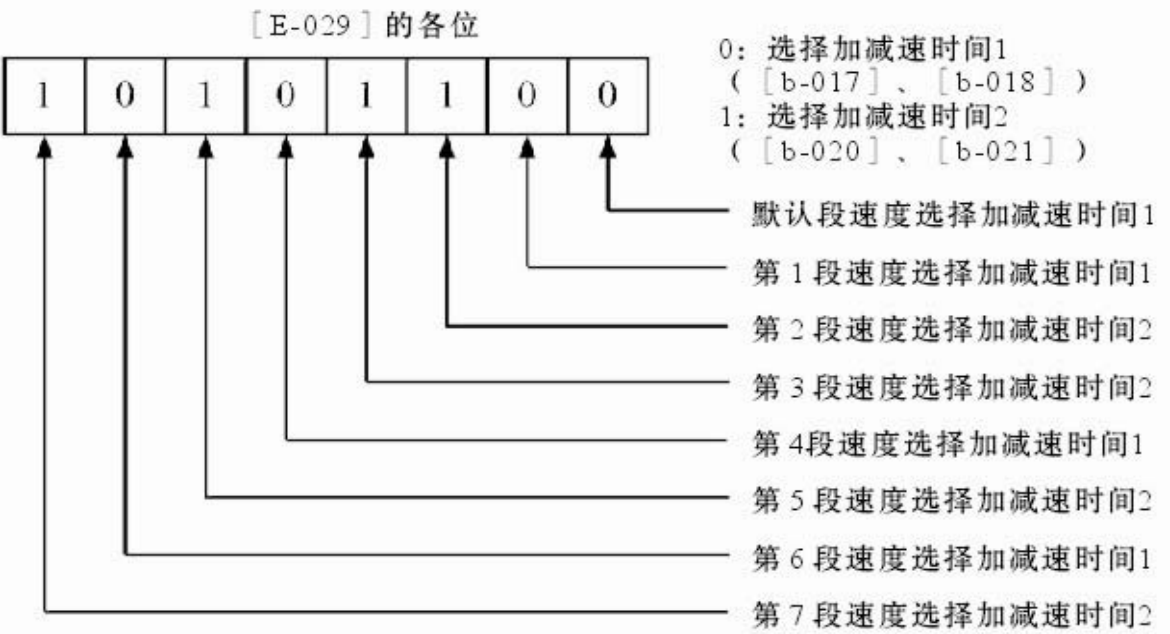 ［E-029］的各位
1 0 1 0 1 1 0 0
0：选择加减速时间1
（［b-017］、［b-018］）
1：选择加减速时间2
（［b-020］、［b-021］）
默认段速度选择加减速时间1
第1段速度选择加减速时间1
第2段速度选择加减速时间2
第3段速度选择加减速时间2
第4段速度选择加减速时间1
第5段速度选择加减速时间2
第6段速度选择加减速时间1
第7段速度选择加减速时间2